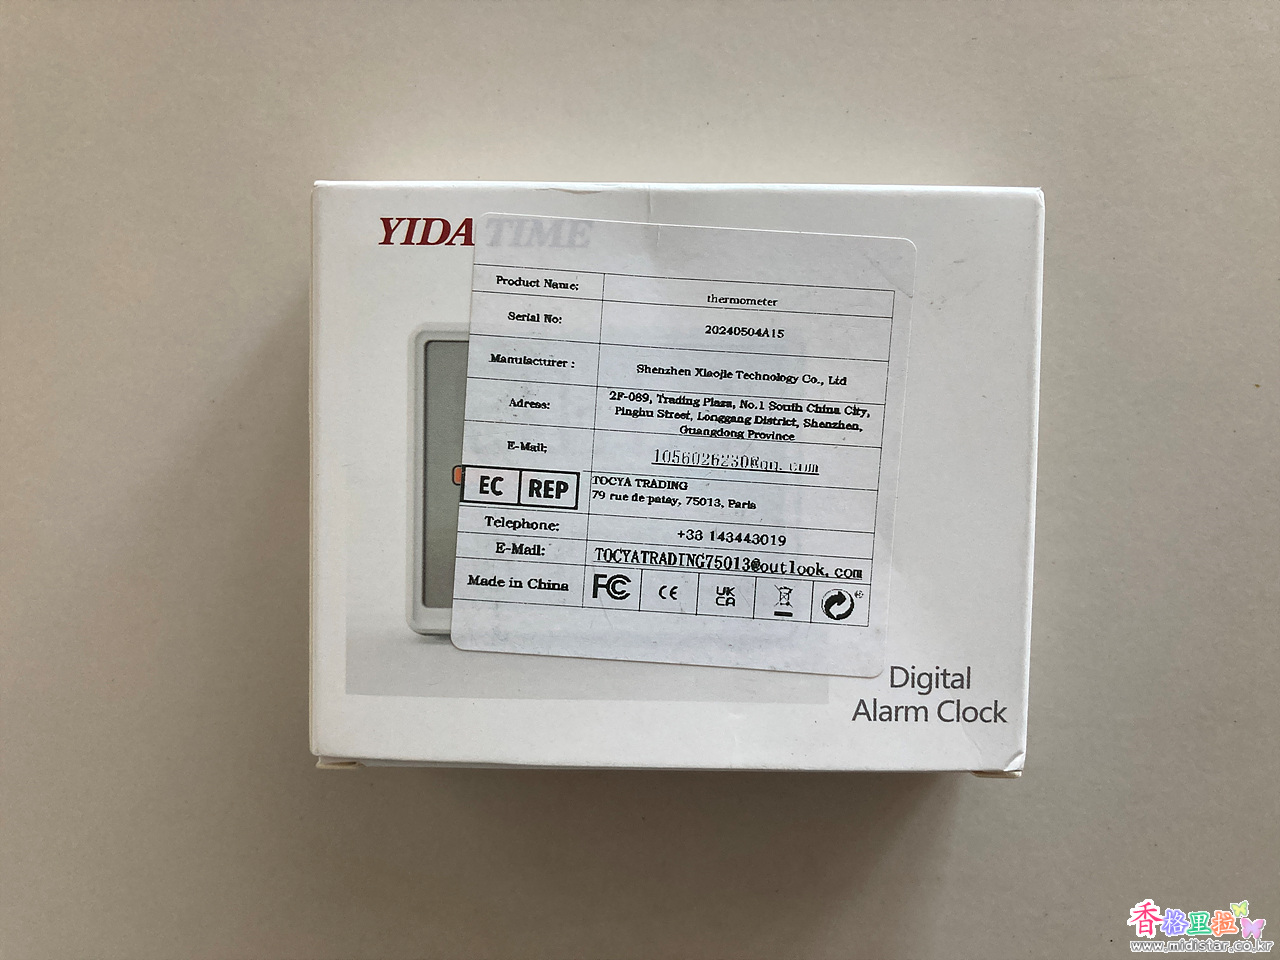 YIDA TIME
Product Name: thermometer
Serial No: 20240504A15
Manufacturer : Shenzhen Xiaojie Technology Co., Ltd
Adress: 2F-089, Trading Plaza, No.1 South China City,
Pinghu Street, Longgang District, Shenzhen,
Guangdong Province
E-Mail: 1056026230@qq.com
EC REP TOCYA TRADING
79 rue de patay, 75013, Paris
Telephone: +33 143443019
E-Mail: TOCYATRADING75013@outlook.com
Made in China FC CE UK
CA
Digital
Alarm Clock
香格里拉
www.midistar.co.kr